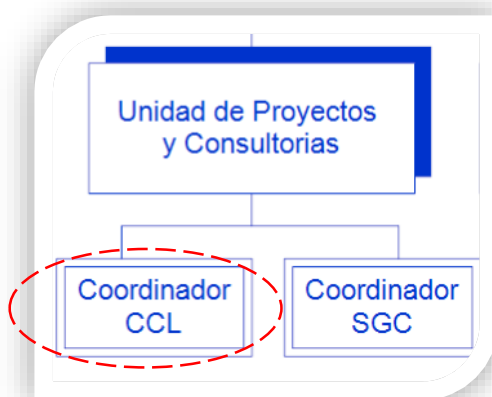 Unidad de Proyectos
y Consultorias
Coordinador
CCL
Coordinador
SGC